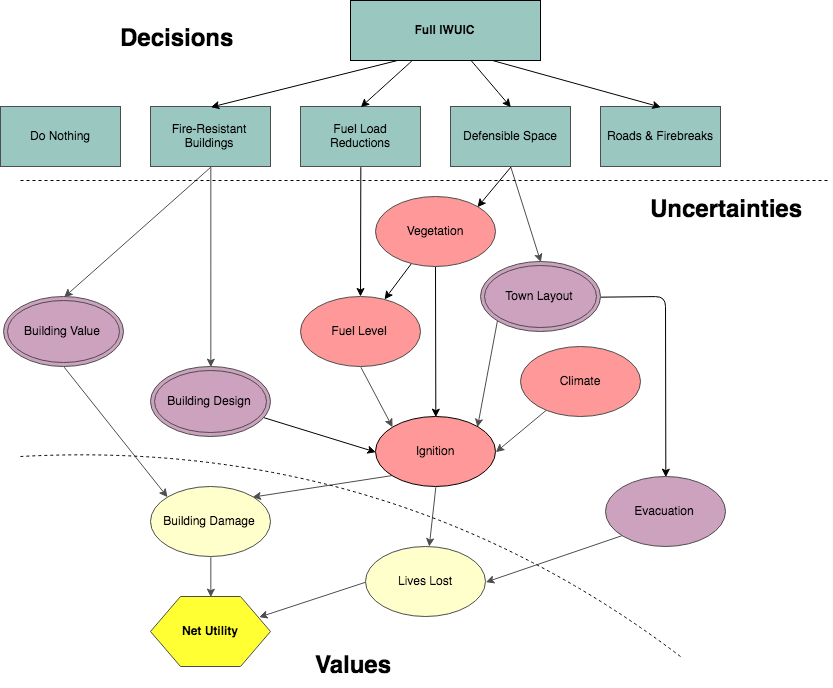 Full IWUIC
Decisions
Do Nothing
Fire-Resistant
Buildings
Fuel Load
Reductions
Defensible Space
Roads & Firebreaks
Uncertainties
Vegetation
Town Layout
Building Value
Fuel Level
Climate
Building Design
Ignition
Building Damage
Evacuation
Lives Lost
Net Utility
Values